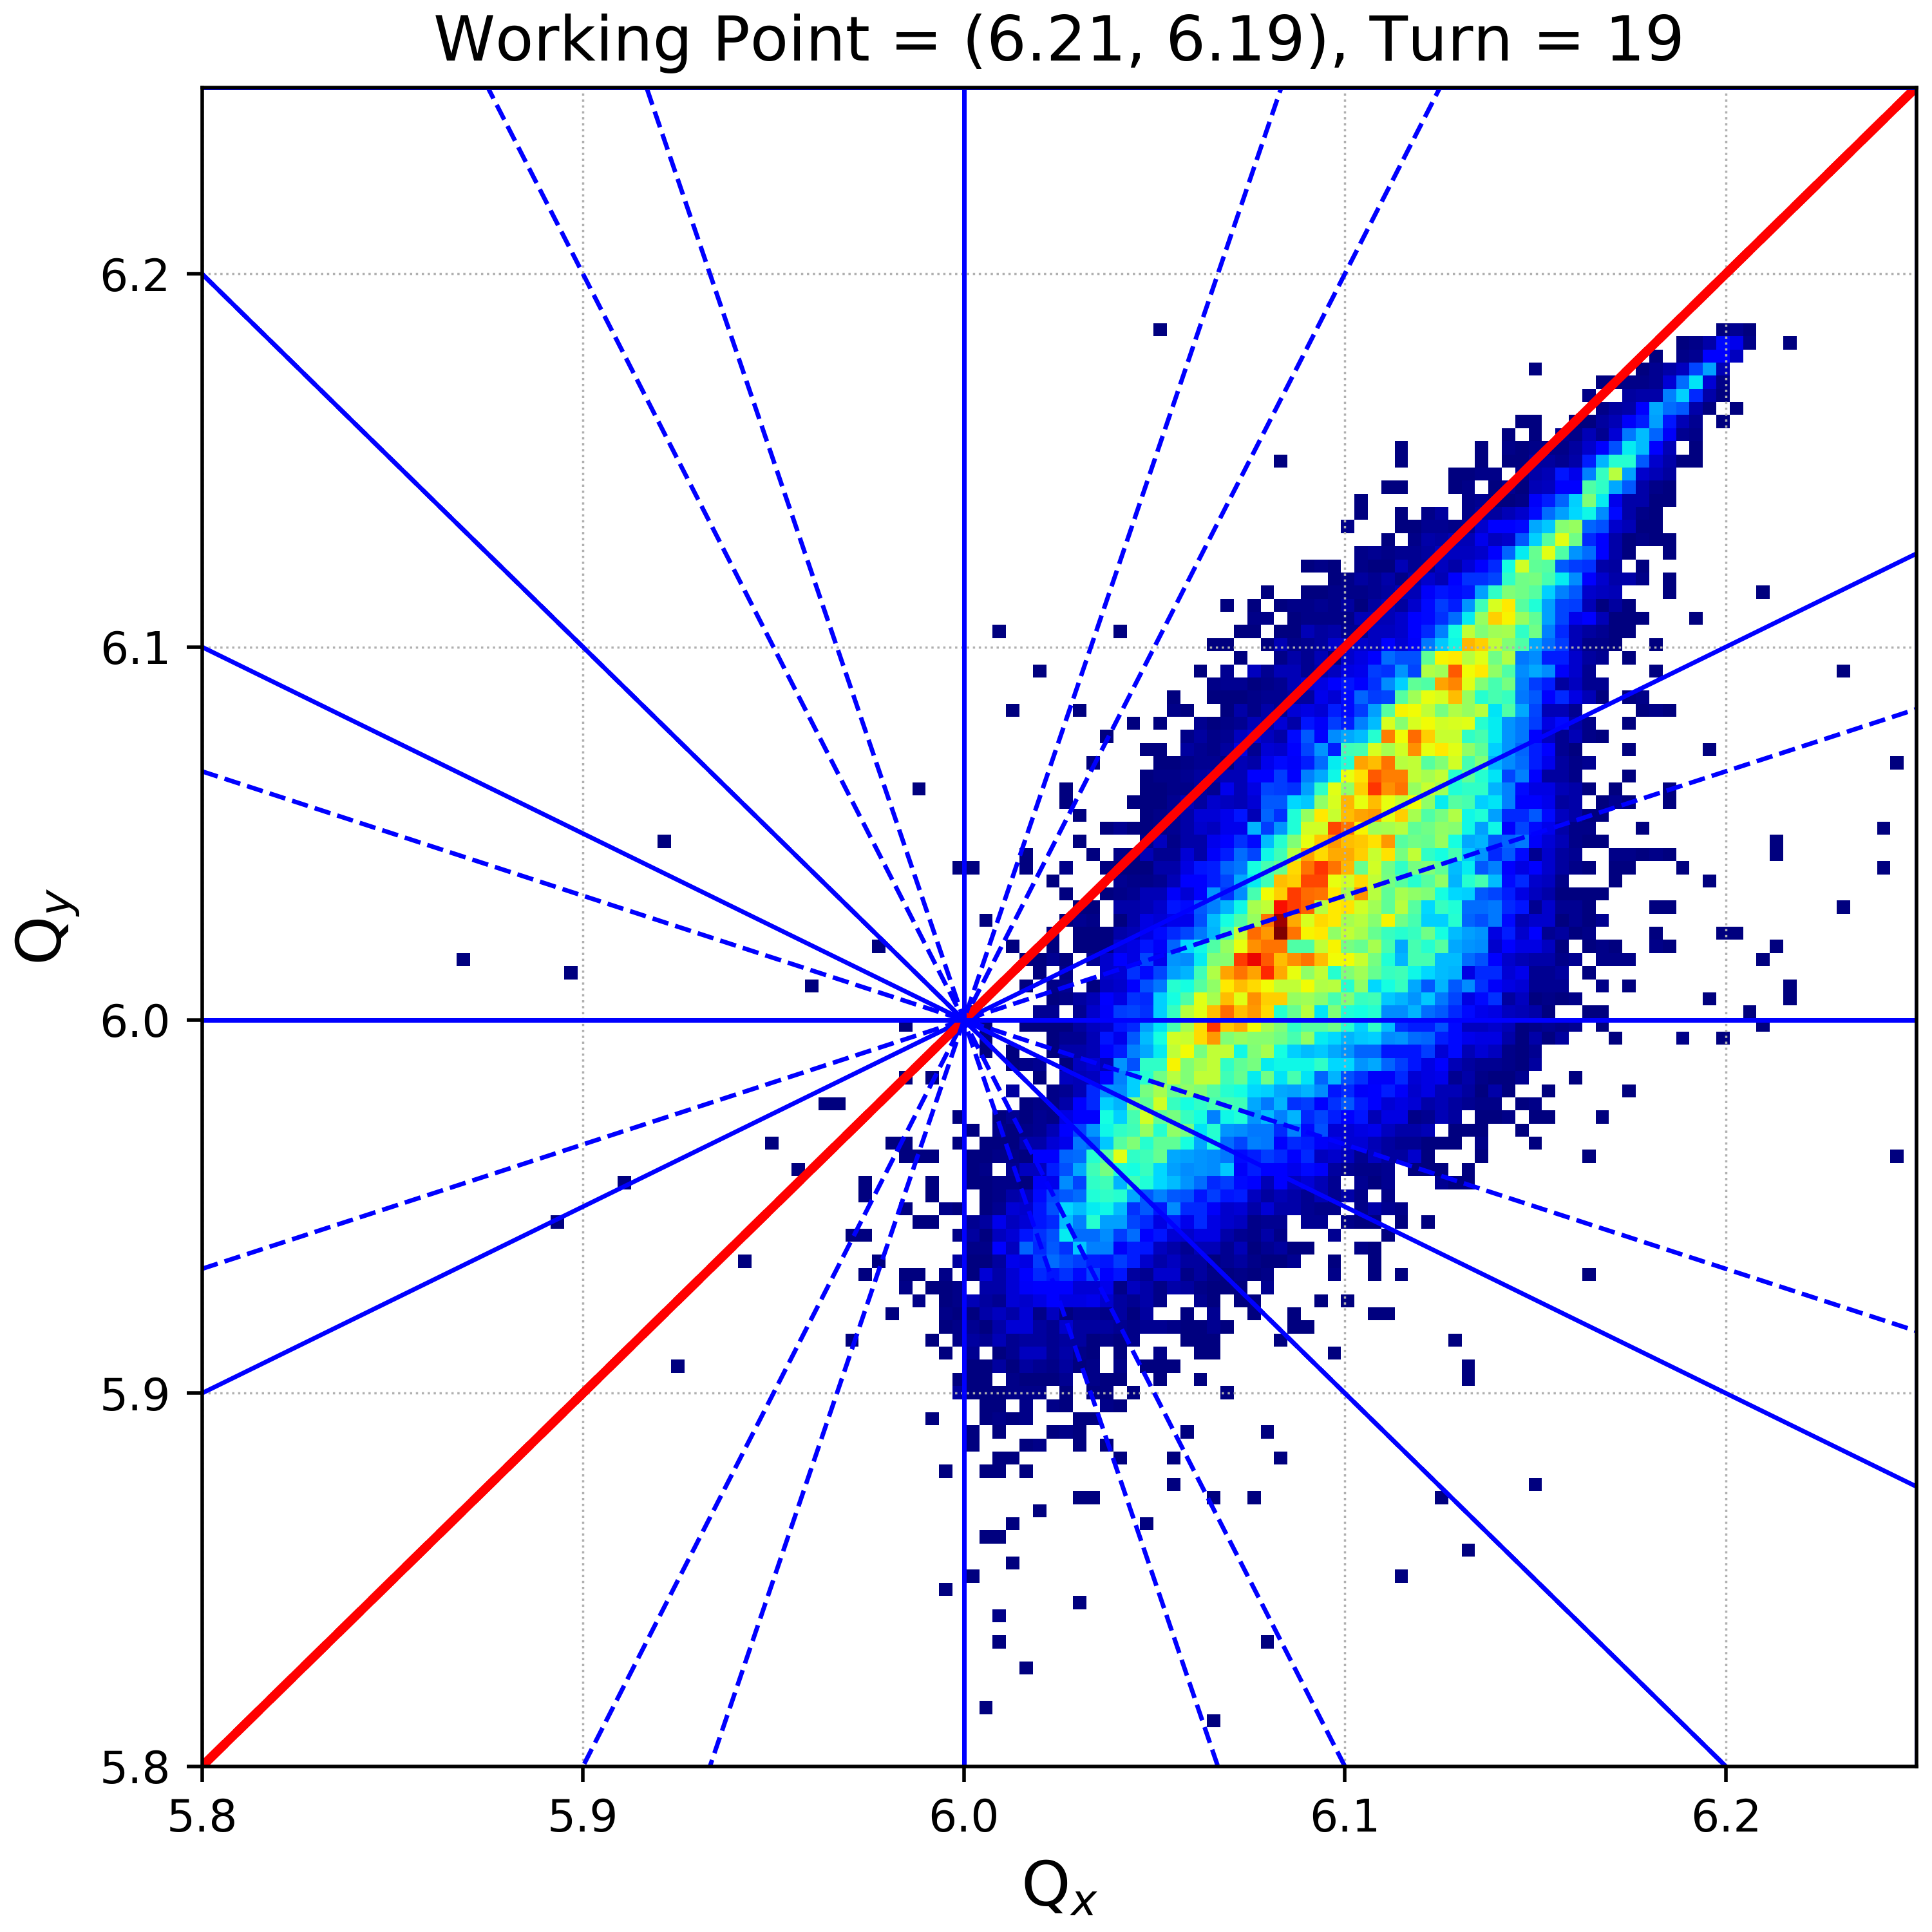 Working Point = (6.21, 6.19), Turn = 19
6.2
6.1
6.0
5.9
5.8
Qy
5.8 5.9 6.0 6.1 6.2
Qx